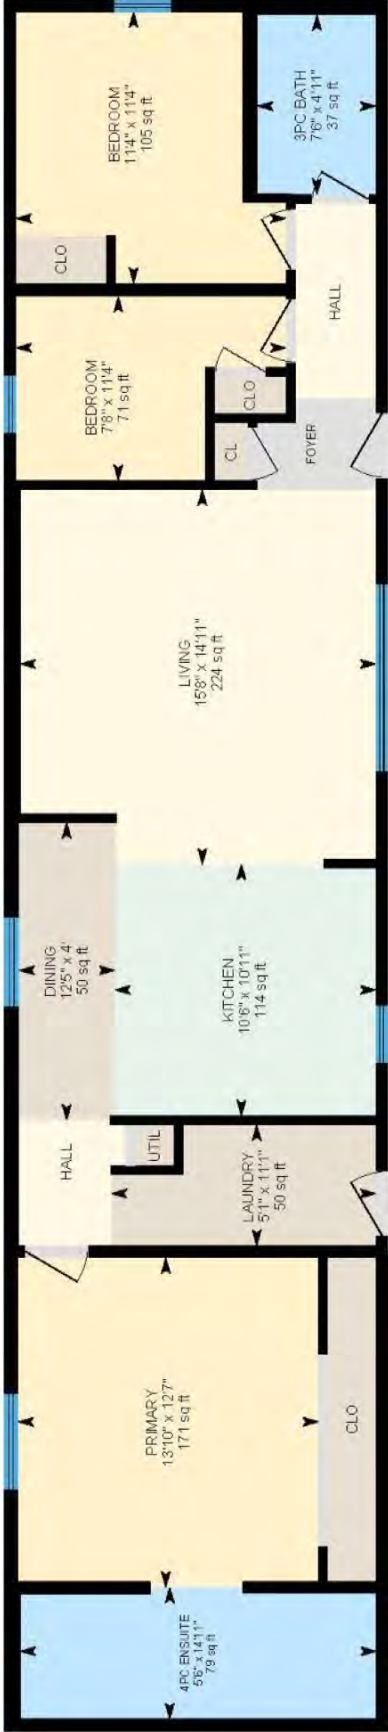 BEDROOM
11'4" x 11'4"
105 sq ft
3PC BATH
7'6" x 4'11"
37 sq ft
CLO
HALL
BEDROOM
7'8" x 11'4"
71 sq ft
CLO
CL
FOYER
LIVING
15'8" x 14'11"
224 sq ft
DINING
12'5" x 4'
50 sq ft
KITCHEN
10'6" x 10'11"
114 sq ft
HALL
UTIL
LAUNDRY
5'1" x 11'1"
50 sq ft
PRIMARY
13'10" x 12'7"
171 sq ft
CLO
4PC ENSUITE
5'6" x 14'11"
79 sq ft